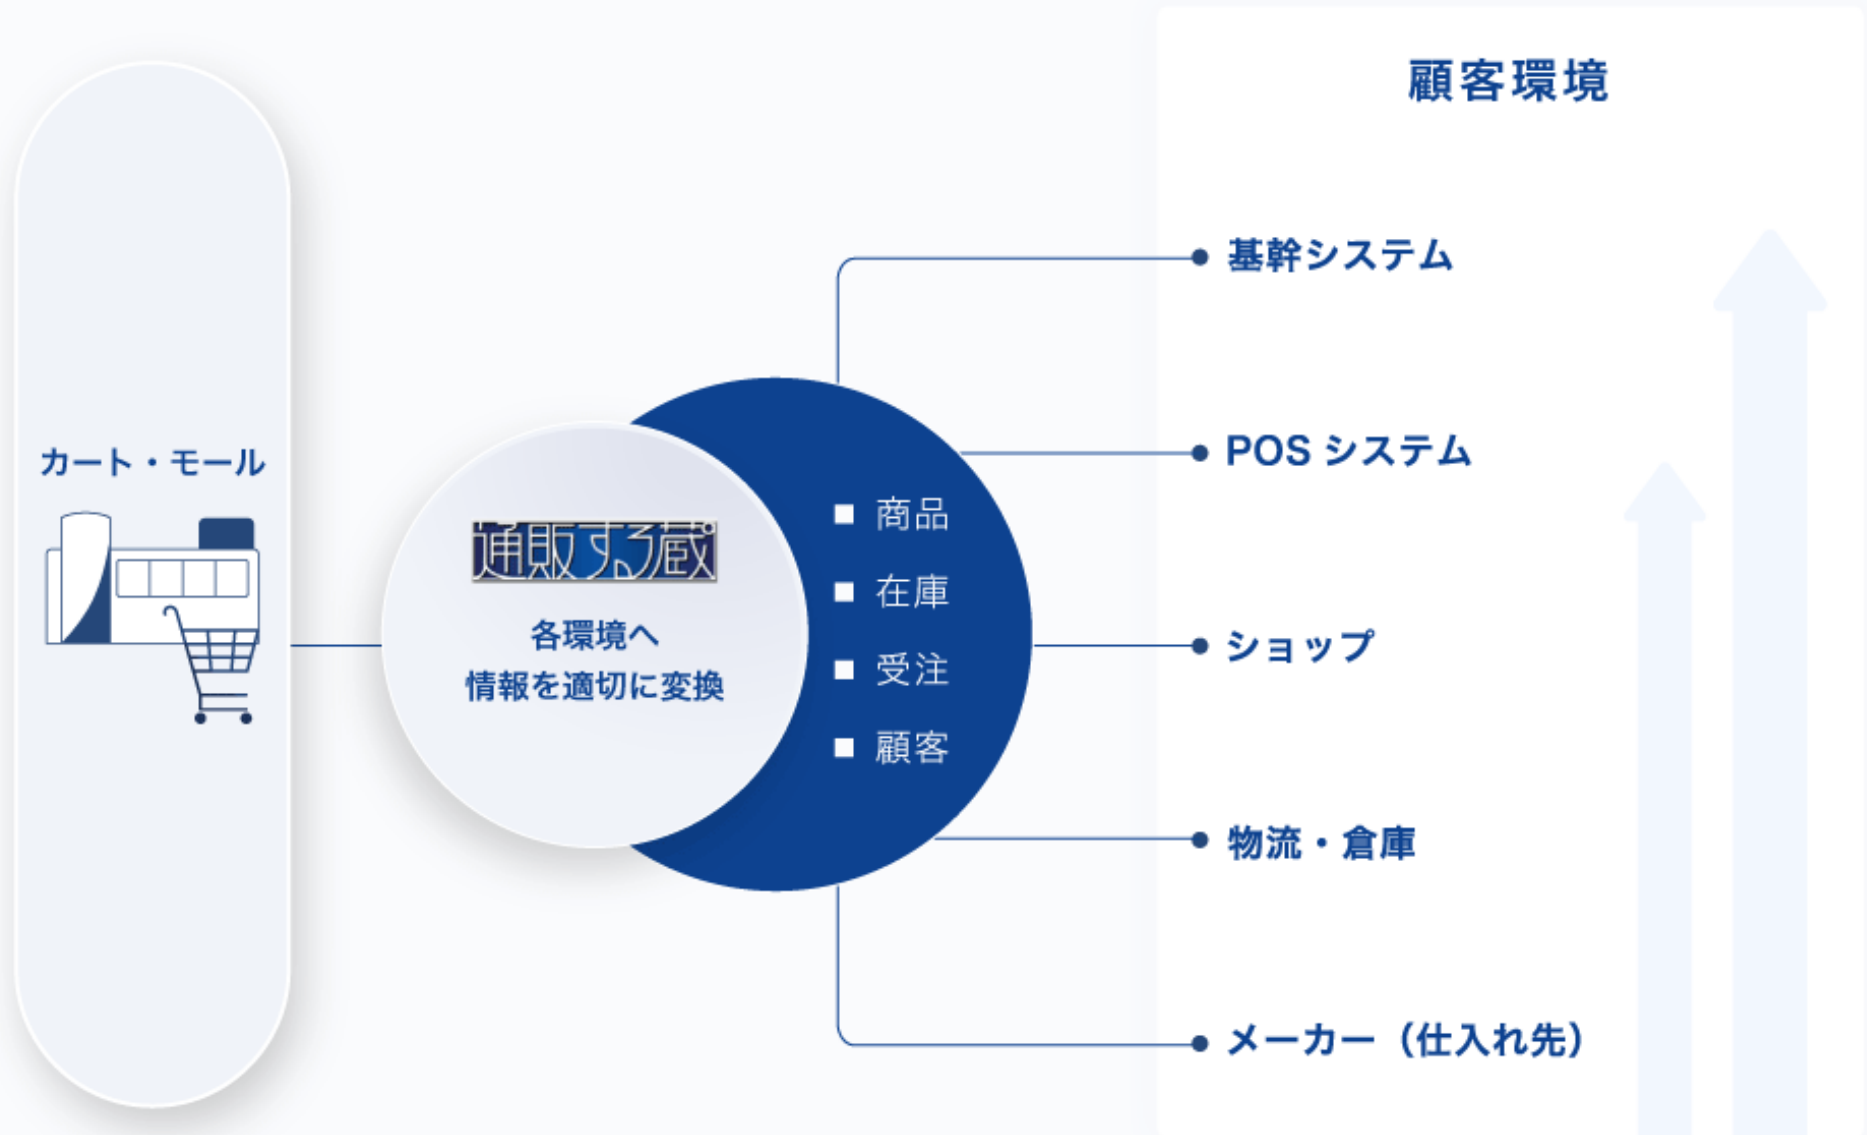 顧客環境
カート・モール
通販する蔵
各環境へ
情報を適切に変換
■ 商品
■ 在庫
■ 受注
■ 顧客
基幹システム
POS システム
ショップ
物流・倉庫
メーカー（仕入れ先）